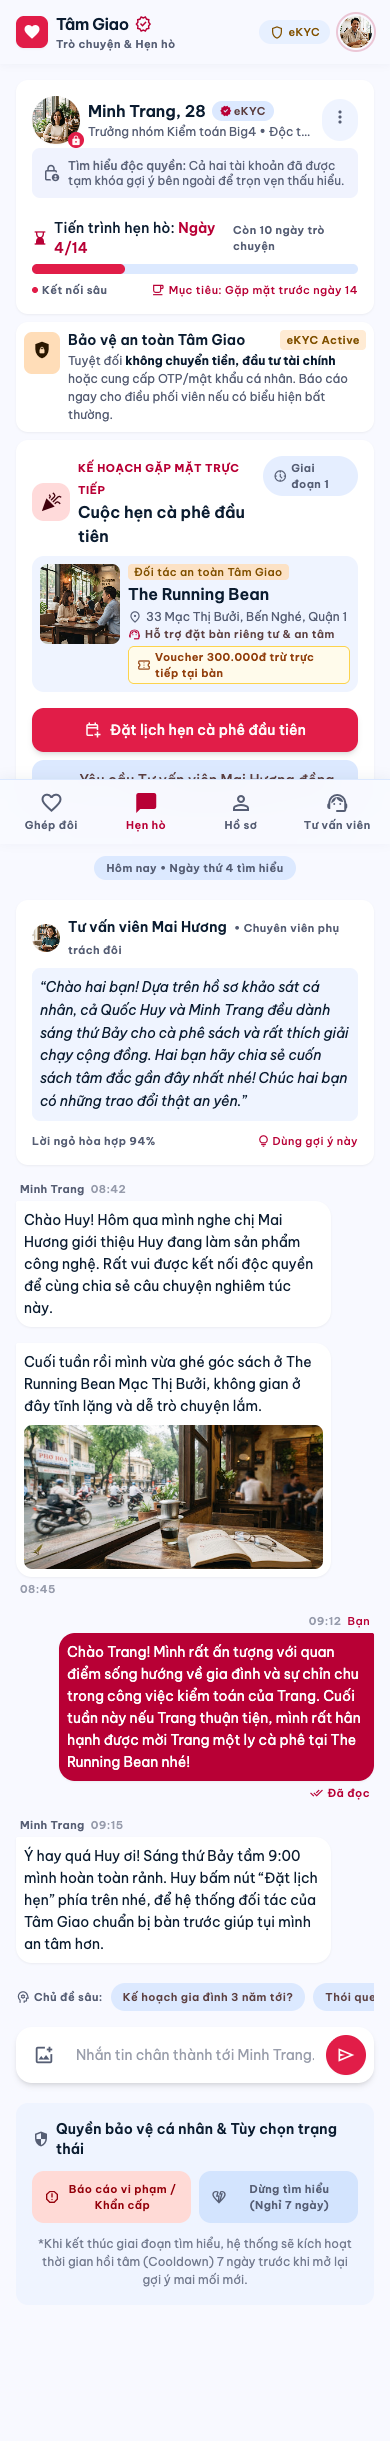 Tâm Giao
Trò chuyện & Hẹn hò
eKYC
Minh Trang, 28
eKYC
Trưởng nhóm Kiểm toán Big4 • Độc t...
Tìm hiểu độc quyền: Cả hai tài khoản đã được
tạm khóa gợi ý bên ngoài để trọn vẹn thấu hiểu.
Tiến trình hẹn hò: Ngày
4/14
Còn 10 ngày trò
chuyện
Kết nối sâu
Mục tiêu: Gặp mặt trước ngày 14
Bảo vệ an toàn Tâm Giao
eKYC Active
Tuyệt đối không chuyển tiền, đầu tư tài chính
hoặc cung cấp OTP/mật khẩu cá nhân. Báo cáo
ngay cho điều phối viên nếu có biểu hiện bất
thường.
KẾ HOẠCH GẶP MẶT TRỰC
TIẾP
Giai
đoạn 1
Cuộc hẹn cà phê đầu
tiên
Đối tác an toàn Tâm Giao
The Running Bean
33 Mạc Thị Bưởi, Bến Nghé, Quận 1
Hỗ trợ đặt bàn riêng tư & an tâm
Voucher 300.000đ trừ trực
tiếp tại bàn
Đặt lịch hẹn cà phê đầu tiên
Yêu cầu Tư vấn viên Mai Hương đồng
Ghép đôi
Hẹn hò
Hồ sơ
Tư vấn viên
Hôm nay • Ngày thứ 4 tìm hiểu
Tư vấn viên Mai Hương • Chuyên viên phụ
trách đôi
“Chào hai bạn! Dựa trên hồ sơ khảo sát cá
nhân, cả Quốc Huy và Minh Trang đều dành
sáng thứ Bảy cho cà phê sách và rất thích giải
chạy cộng đồng. Hai bạn hãy chia sẻ cuốn
sách tâm đắc gần đây nhất nhé! Chúc hai bạn
có những trao đổi thật an yên.”
Lời ngỏ hòa hợp 94%
Dùng gợi ý này
Minh Trang 08:42
Chào Huy! Hôm qua mình nghe chị Mai
Hương giới thiệu Huy đang làm sản phẩm
công nghệ. Rất vui được kết nối độc quyền
để cùng chia sẻ câu chuyện nghiêm túc
này.
Cuối tuần rồi mình vừa ghé góc sách ở The
Running Bean Mạc Thị Bưởi, không gian ở
đây tĩnh lặng và dễ trò chuyện lắm.
08:45
09:12 Bạn
Chào Trang! Mình rất ấn tượng với quan
điểm sống hướng về gia đình và sự chỉn chu
trong công việc kiểm toán của Trang. Cuối
tuần này nếu Trang thuận tiện, mình rất hân
hạnh được mời Trang một ly cà phê tại The
Running Bean nhé!
Đã đọc
Minh Trang 09:15
Ý hay quá Huy ơi! Sáng thứ Bảy tầm 9:00
mình hoàn toàn rảnh. Huy bấm nút “Đặt lịch
hẹn” phía trên nhé, để hệ thống đối tác của
Tâm Giao chuẩn bị bàn trước giúp tụi mình
an tâm hơn.
Chủ đề sâu:
Kế hoạch gia đình 3 năm tới?
Thói que
Nhắn tin chân thành tới Minh Trang.
Quyền bảo vệ cá nhân & Tùy chọn trạng
thái
Báo cáo vi phạm /
Khẩn cấp
Dừng tìm hiểu
(Nghỉ 7 ngày)
*Khi kết thúc giai đoạn tìm hiểu, hệ thống sẽ kích hoạt
thời gian hồi tâm (Cooldown) 7 ngày trước khi mở lại
gợi ý mai mối mới.